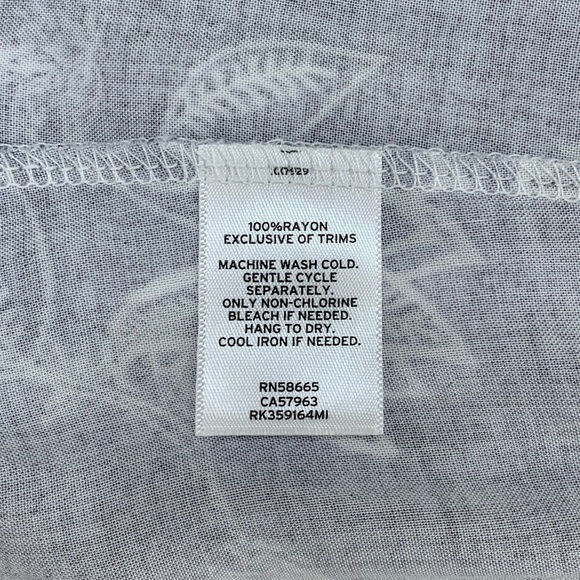 100%RAYON
EXCLUSIVE OF TRIMS
MACHINE WASH COLD.
GENTLE CYCLE
SEPARATELY.
ONLY NON-CHLORINE
BLEACH IF NEEDED.
HANG TO DRY.
COOL IRON IF NEEDED.
RN58665
CA57963
RK359164MI